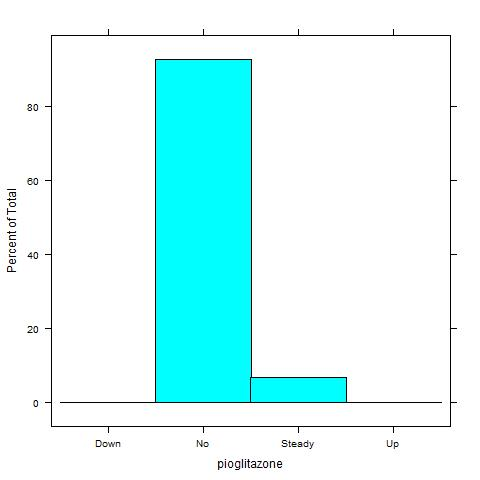 Percent of Total
80
60
40
20
0
Down No Steady Up
pioglitazone